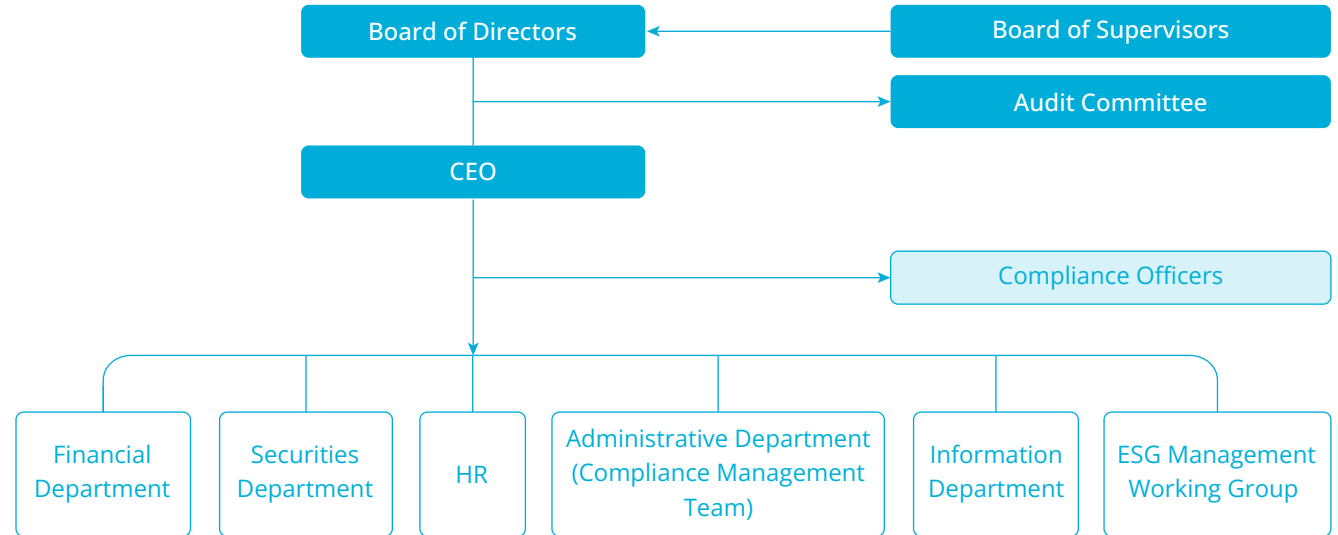 Board of Directors
Board of Supervisors
Audit Committee
CEO
Compliance Officers
Financial
Department
Securities
Department
HR
Administrative Department
(Compliance Management
Team)
Information
Department
ESG Management
Working Group